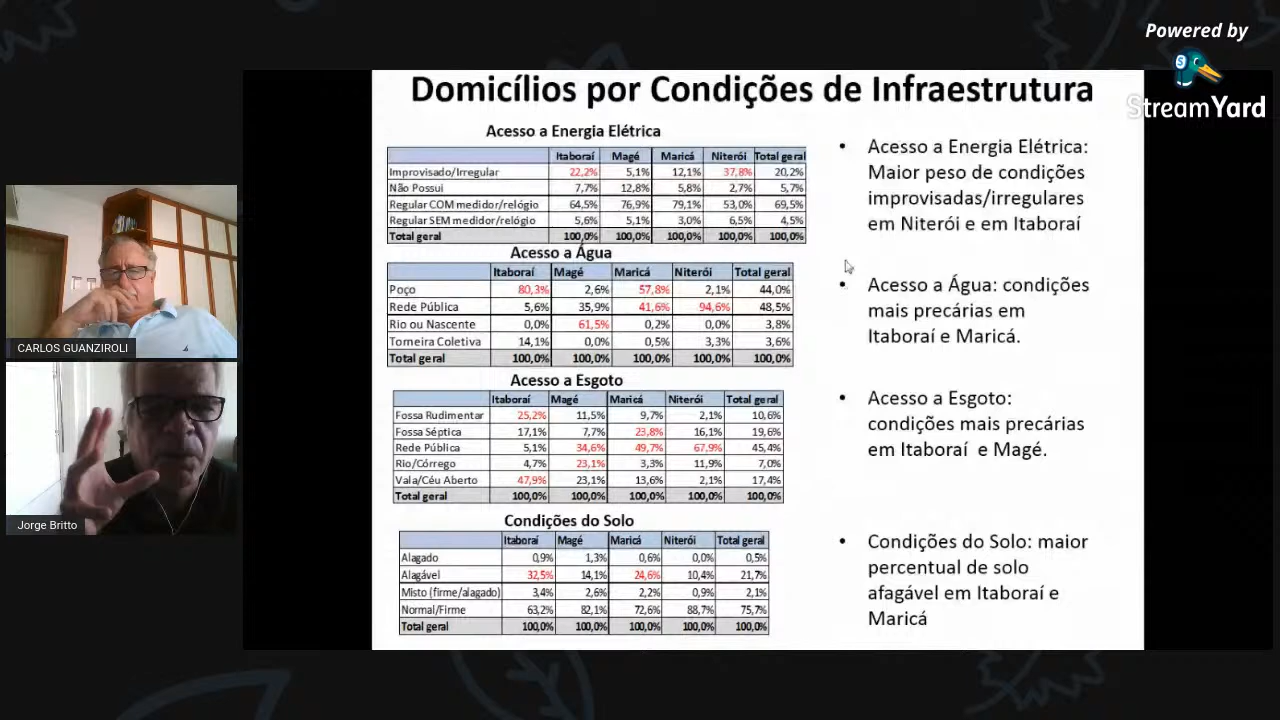 Powered by
StreamYard
Domicílios por Condições de Infraestrutura
Acesso a Energia Elétrica
Itaboraí Magé Maricá Niterói Total geral
Improvisado/Irregular 22,2% 5,1% 12,1% 37,8% 20,2%
Não Possui 7,7% 12,8% 5,8% 2,7% 5,7%
Regular COM medidor/relógio 64,5% 76,9% 79,1% 53,0% 69,5%
Regular SEM medidor/relógio 5,6% 5,1% 3,0% 6,5% 4,5%
Total geral 100,0% 100,0% 100,0% 100,0% 100,0%
Acesso a Água
Itaboraí Magé Maricá Niterói Total geral
Poço 80,3% 2,6% 57,8% 2,1% 44,0%
Rede Pública 5,6% 35,9% 41,6% 94,6% 48,5%
Rio ou Nascente 0,0% 61,5% 0,2% 0,0% 3,8%
Torneira Coletiva 14,1% 0,0% 0,5% 3,3% 3,6%
Total geral 100,0% 100,0% 100,0% 100,0% 100,0%
Acesso a Esgoto
Itaboraí Magé Maricá Niterói Total geral
Fossa Rudimentar 25,2% 11,5% 9,7% 2,1% 10,6%
Fossa Séptica 17,1% 7,7% 23,8% 16,1% 19,6%
Rede Pública 5,1% 34,6% 49,7% 67,9% 45,4%
Rio/Córrego 4,7% 23,1% 3,3% 11,9% 7,0%
Vala/Céu Aberto 47,9% 23,1% 13,6% 2,1% 17,4%
Total geral 100,0% 100,0% 100,0% 100,0% 100,0%
Condições do Solo
Itaboraí Magé Maricá Niterói Total geral
Alagado 0,9% 1,3% 0,6% 0,0% 0,5%
Alagável 32,5% 14,1% 24,6% 10,4% 21,7%
Misto (firme/alagado) 3,4% 2,6% 2,2% 0,9% 2,1%
Normal/Firme 63,2% 82,1% 72,6% 88,7% 75,7%
Total geral 100,0% 100,0% 100,0% 100,0% 100,0%
• Acesso a Energia Elétrica:
Maior peso de condições
improvisadas/irregulares
em Niterói e em Itaboraí
• Acesso a Água: condições
mais precárias em
Itaboraí e Maricá.
• Acesso a Esgoto:
condições mais precárias
em Itaboraí e Magé.
• Condições do Solo: maior
percentual de solo
afagável em Itaboraí e
Maricá
CARLOS GUANZIROLI
Jorge Britto